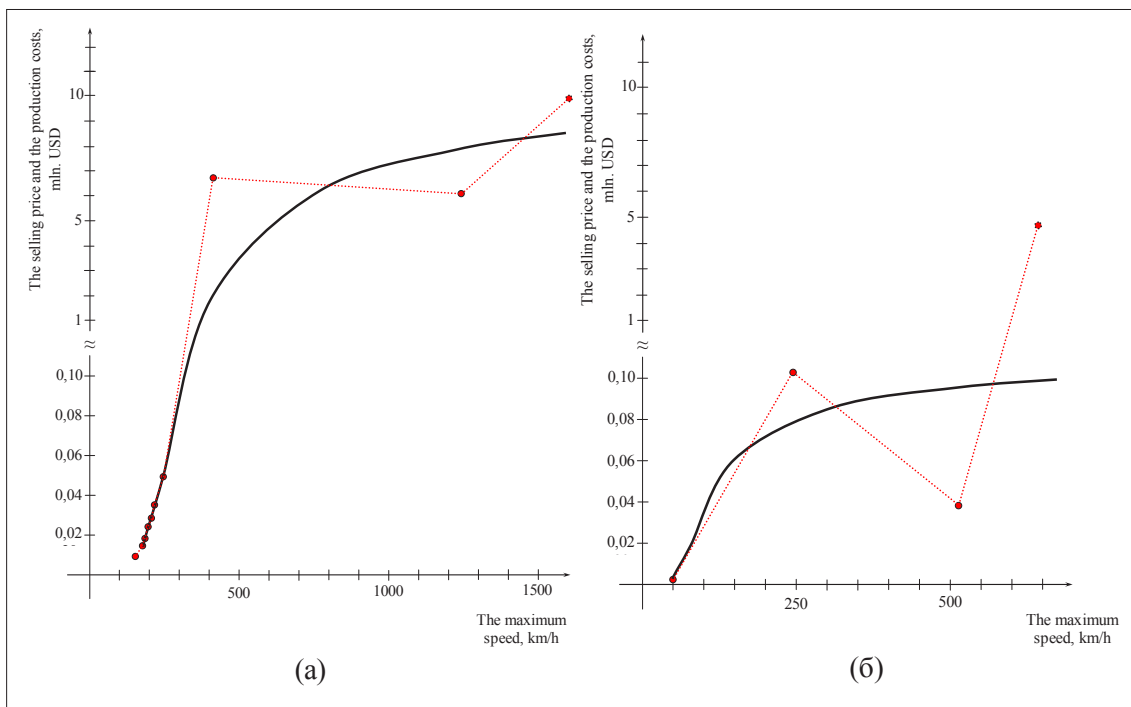 The selling price and the production costs,
mln. USD
10
5
1
≈
0,10
0,08
0,06
0,04
0,02
500
1000
1500
The maximum
speed, km/h
(а)
The selling price and the production costs,
mln. USD
10
5
1
≈
0,10
0,08
0,06
0,04
0,02
250
500
The maximum
speed, km/h
(б)